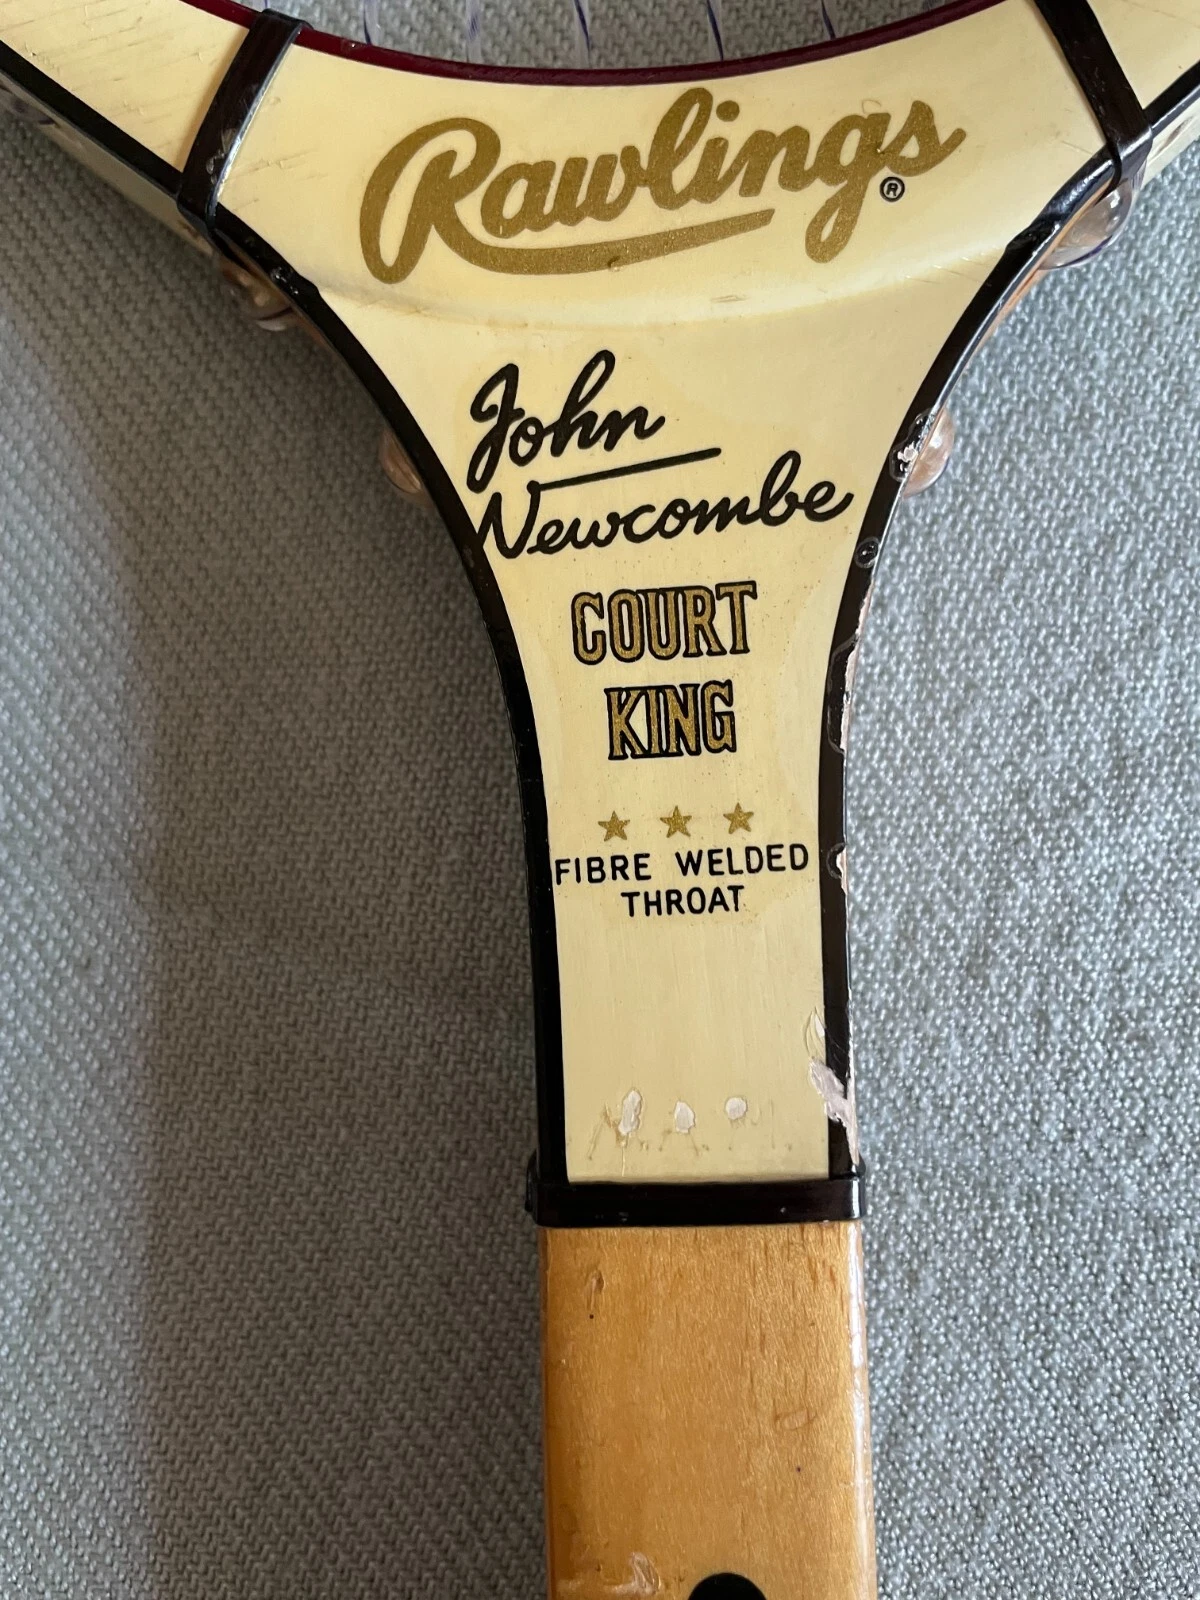 Rawlings®
John
Newcombe
COURT
KING
FIBRE WELDED
THROAT